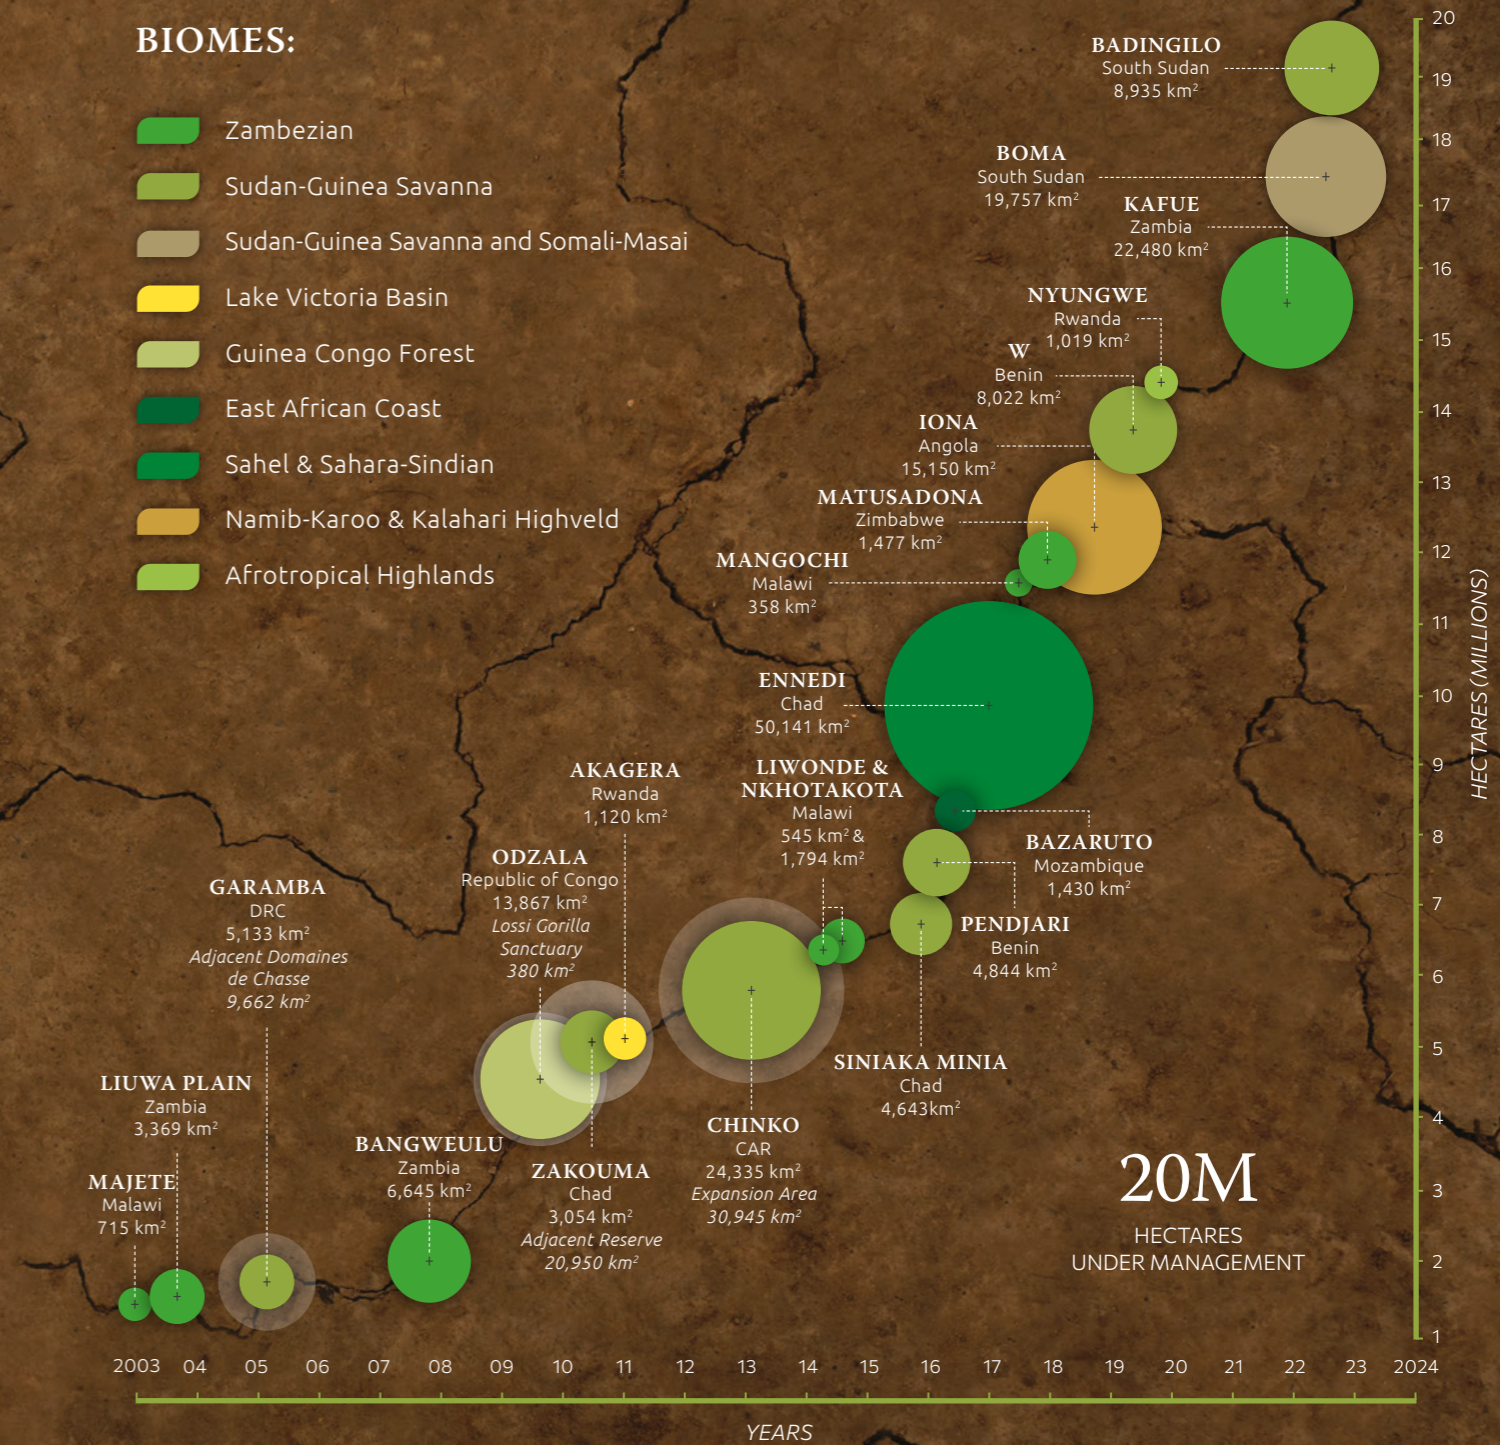 BIOMES:
Zambezian
Sudan-Guinea Savanna
Sudan-Guinea Savanna and Somali-Masai
Lake Victoria Basin
Guinea Congo Forest
East African Coast
Sahel & Sahara-Sindian
Namib-Karoo & Kalahari Highveld
Afrotropical Highlands
BADINGILO
South Sudan
8,935 km²
BOMA
South Sudan
19,757 km²
KAFUE
Zambia
22,480 km²
NYUNGWE
Rwanda
1,019 km²
W
Benin
8,022 km²
IONA
Angola
15,150 km²
MATUSADONA
Zimbabwe
1,477 km²
MANGOCHI
Malawi
358 km²
ENNEDI
Chad
50,141 km²
LIWONDE &
NKHOTAKOTA
Malawi
545 km² &
1,794 km²
BAZARUTO
Mozambique
1,430 km²
PENDJARI
Benin
4,844 km²
SINIAKA MINIA
Chad
4,643km²
AKAGERA
Rwanda
1,120 km²
ODZALA
Republic of Congo
13,867 km²
Lossi Gorilla
Sanctuary
380 km²
GARAMBA
DRC
5,133 km²
Adjacent Domaines
de Chasse
9,662 km²
LIUWA PLAIN
Zambia
3,369 km²
MAJETE
Malawi
715 km²
BANGWEULU
Zambia
6,645 km²
ZAKOUMA
Chad
3,054 km²
Adjacent Reserve
20,950 km²
CHINKO
CAR
24,335 km²
Expansion Area
30,945 km²
20M
HECTARES
UNDER MANAGEMENT
20
19
18
17
16
15
14
13
12
11
10
9
8
7
6
5
4
3
2
1
HECTARES (MILLIONS)
2003 04 05 06 07 08 09 10 11 12 13 14 15 16 17 18 19 20 21 22 23 2024
YEARS